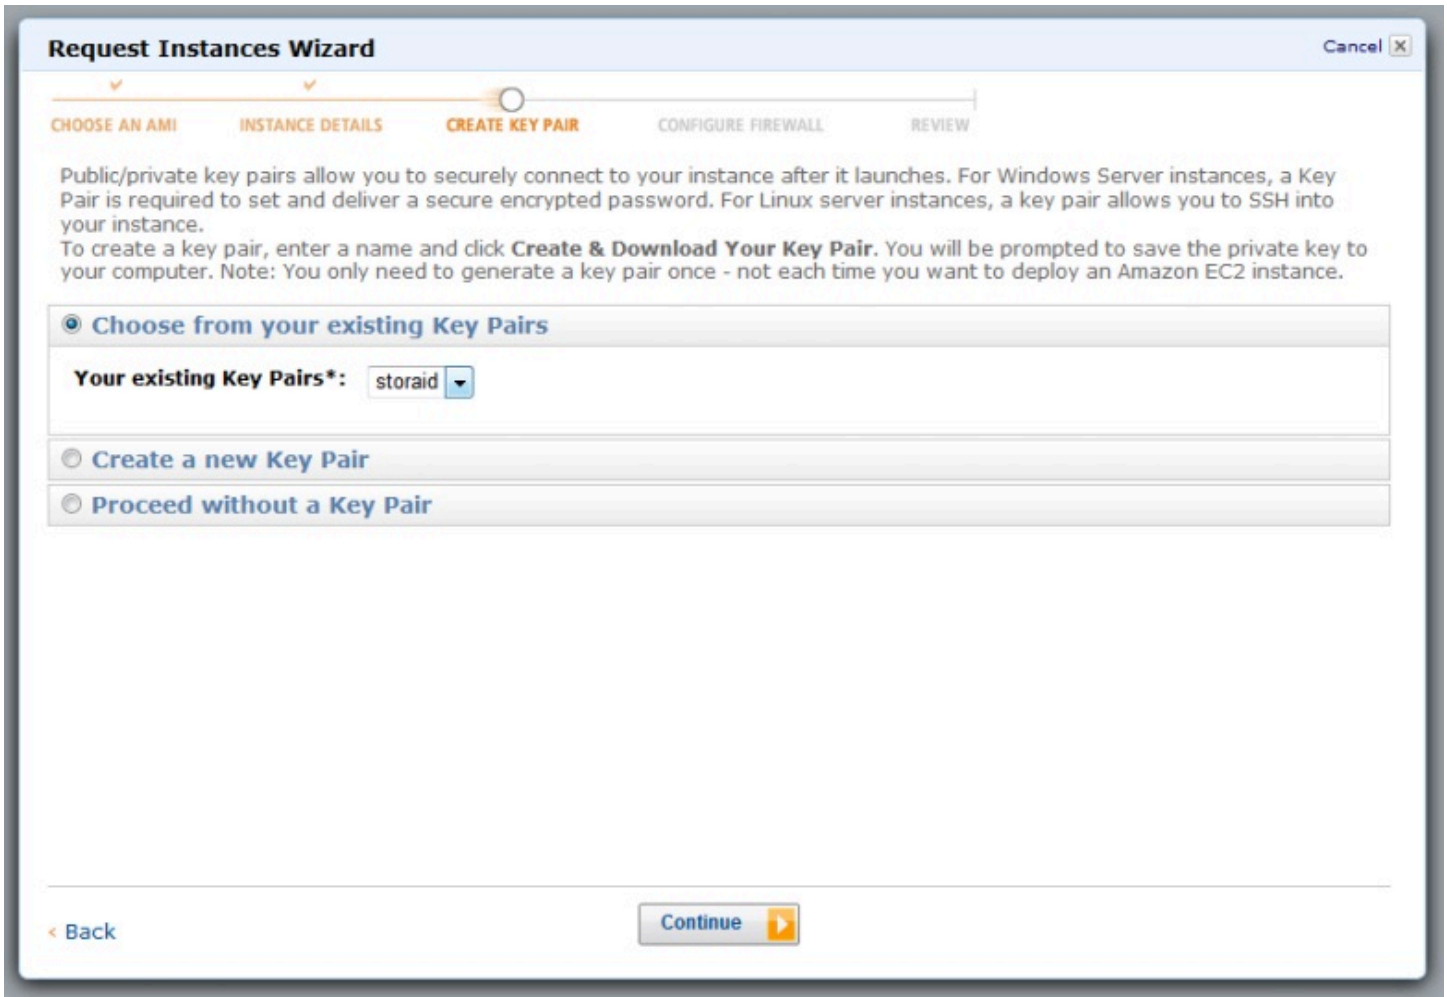 Request Instances Wizard
Cancel
CHOOSE AN AMI
INSTANCE DETAILS
CREATE KEY PAIR
CONFIGURE FIREWALL
REVIEW
Public/private key pairs allow you to securely connect to your instance after it launches. For Windows Server instances, a Key
Pair is required to set and deliver a secure encrypted password. For Linux server instances, a key pair allows you to SSH into
your instance.
To create a key pair, enter a name and click Create & Download Your Key Pair. You will be prompted to save the private key to
your computer. Note: You only need to generate a key pair once - not each time you want to deploy an Amazon EC2 instance.
Choose from your existing Key Pairs
Your existing Key Pairs*: storaid
Create a new Key Pair
Proceed without a Key Pair
< Back
Continue